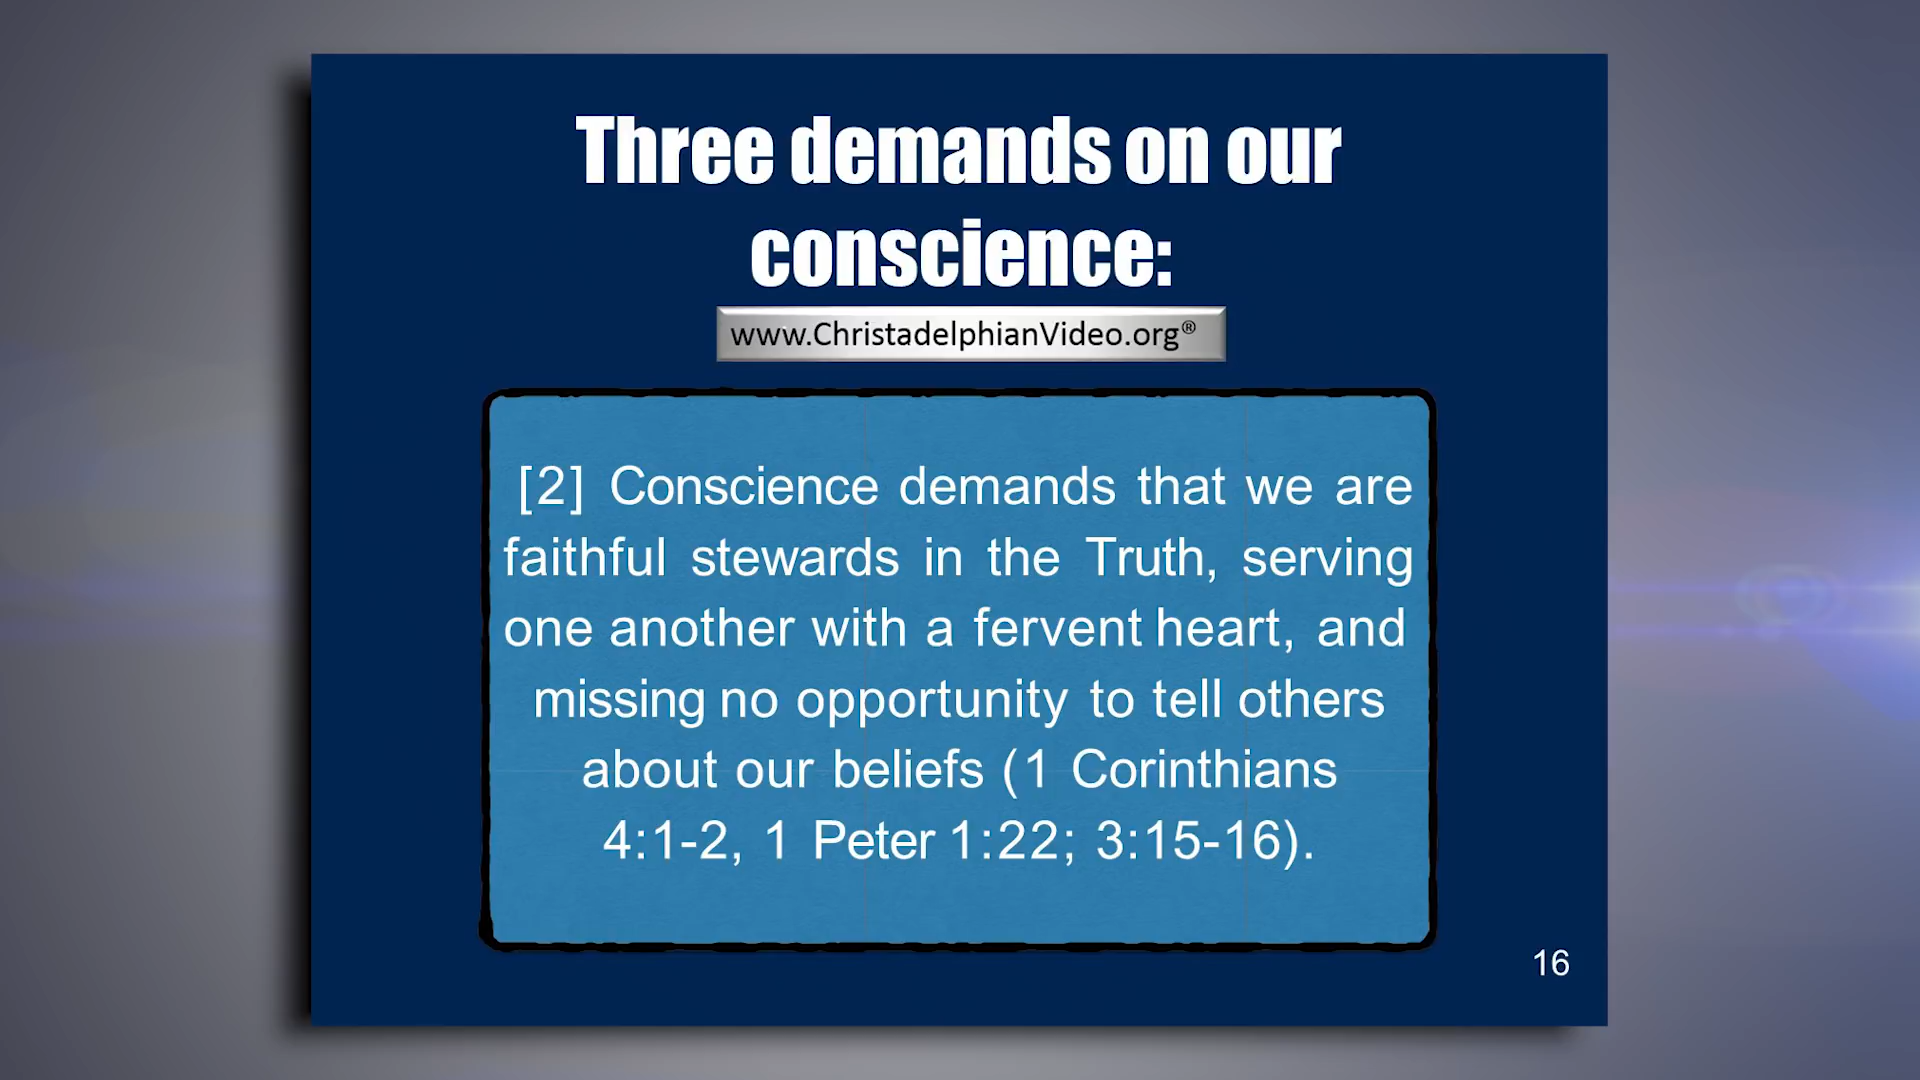 Three demands on our
conscience:
www.ChristadelphianVideo.org®
[2] Conscience demands that we are
faithful stewards in the Truth, serving
one another with a fervent heart, and
missing no opportunity to tell others
about our beliefs (1 Corinthians
4:1-2, 1 Peter 1:22; 3:15-16).
16